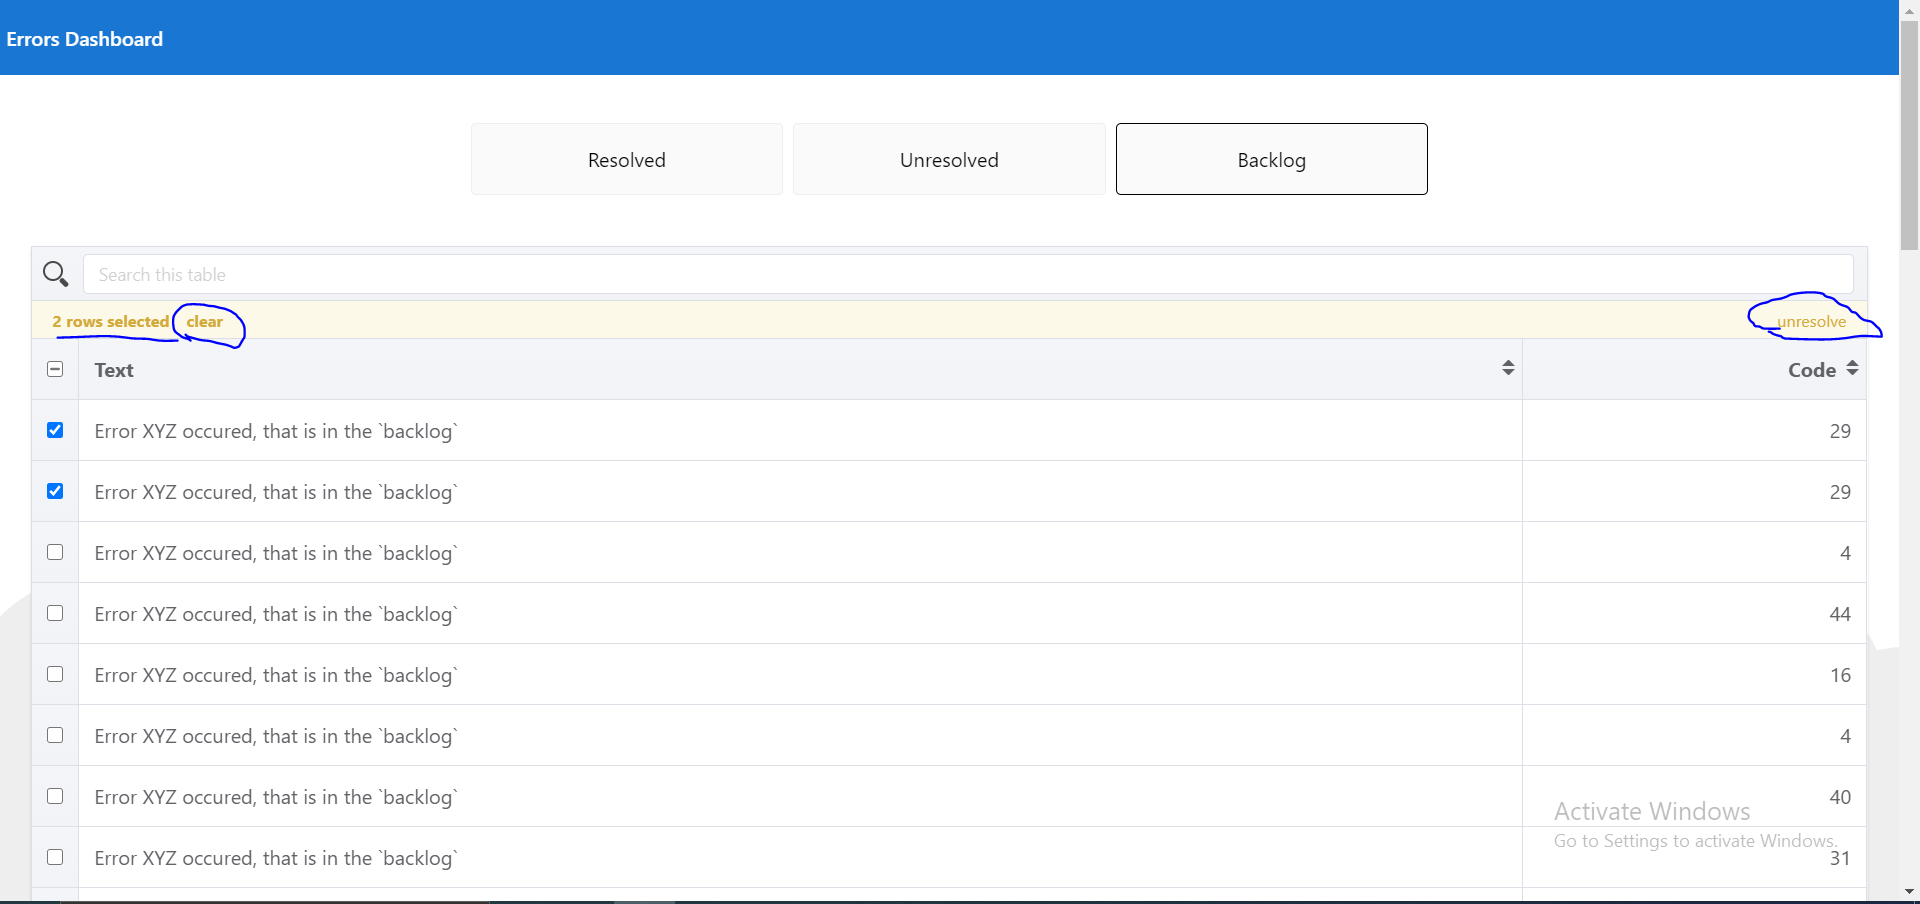 Errors Dashboard
Resolved Unresolved Backlog
Search this table
2 rows selected clear unresolve
Text Code
Error XYZ occured, that is in the `backlog` 29
Error XYZ occured, that is in the `backlog` 29
Error XYZ occured, that is in the `backlog` 4
Error XYZ occured, that is in the `backlog` 44
Error XYZ occured, that is in the `backlog` 16
Error XYZ occured, that is in the `backlog` 4
Error XYZ occured, that is in the `backlog` 40
Activate Windows
Go to Settings to activate Windows.
Error XYZ occured, that is in the `backlog` 31